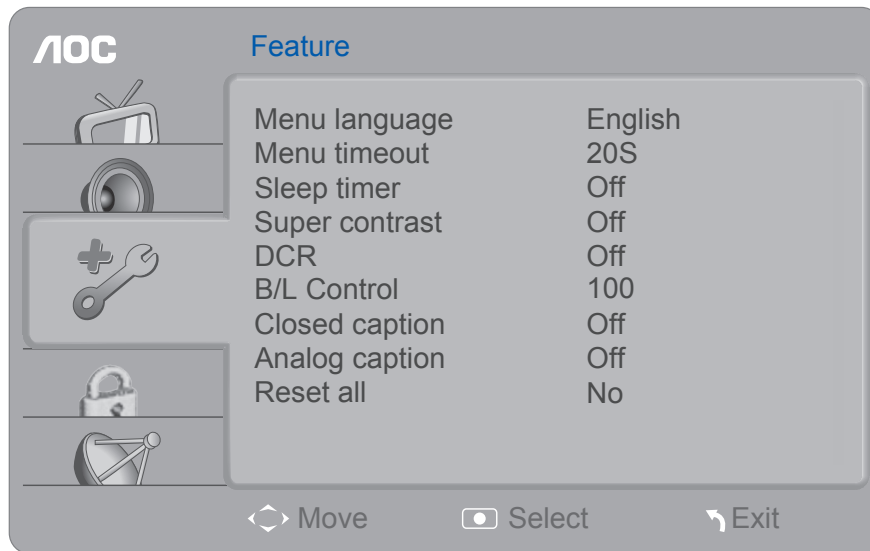 AOC
Feature
Menu language English
Menu timeout 20S
Sleep timer Off
Super contrast Off
DCR Off
B/L Control 100
Closed caption Off
Analog caption Off
Reset all No
Move Select Exit